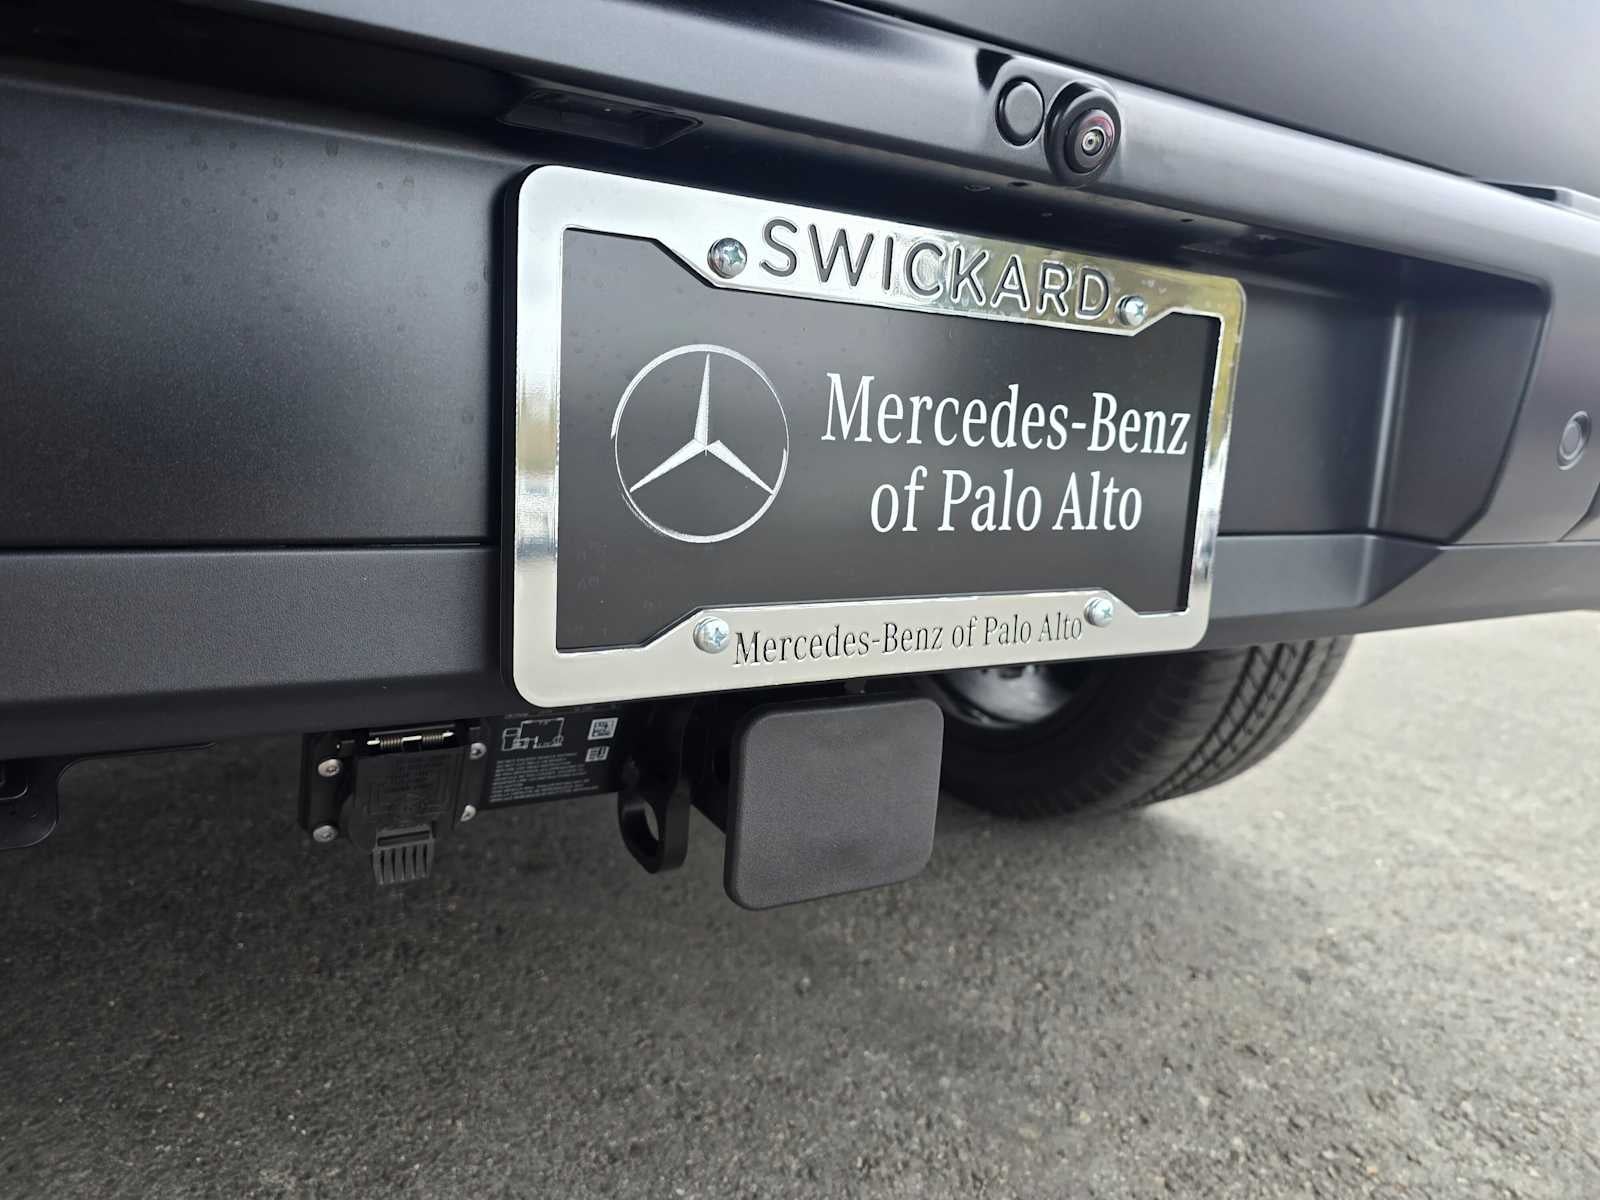 SWICKARD
Mercedes-Benz
of Palo Alto
Mercedes-Benz of Palo Alto